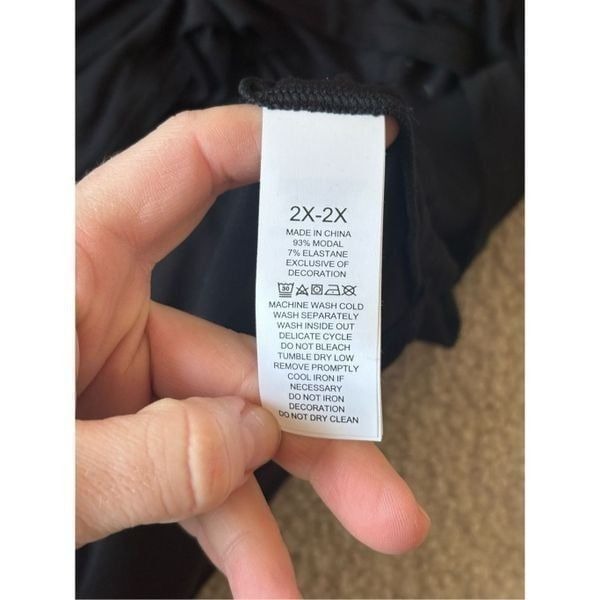 2X-2X
MADE IN CHINA
93% MODAL
7% ELASTANE
EXCLUSIVE OF
DECORATION
30
MACHINE WASH COLD
WASH SEPARATELY
WASH INSIDE OUT
DELICATE CYCLE
DO NOT BLEACH
TUMBLE DRY LOW
REMOVE PROMPTLY
COOL IRON IF
NECESSARY
DO NOT IRON
DECORATION
DO NOT DRY CLEAN